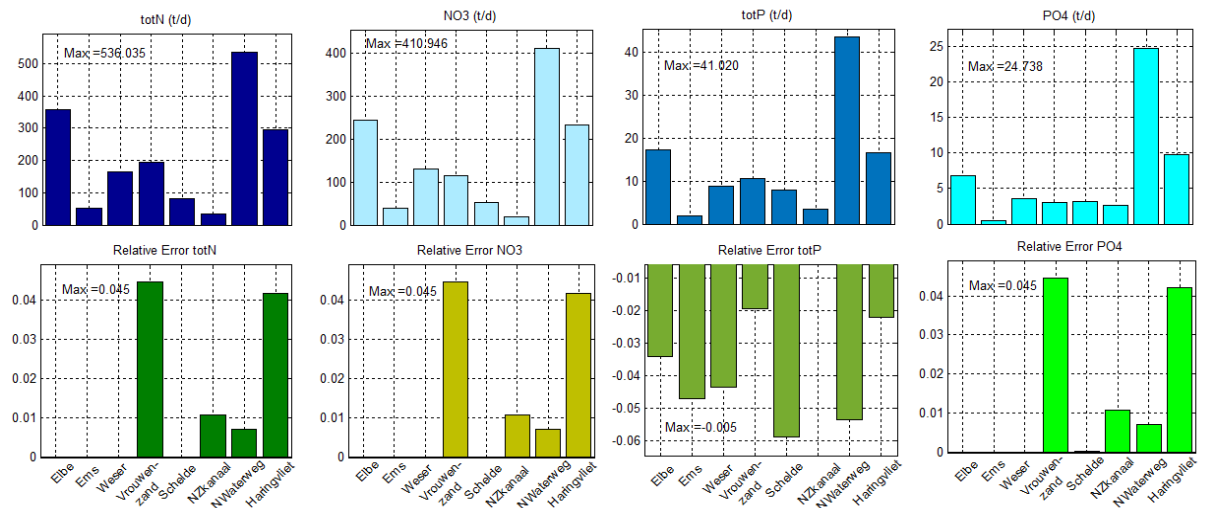 totN (t/d)
NO3 (t/d)
totP (t/d)
PO4 (t/d)
Max =536.035
500
400
300
200
100
0
Max =410.946
400
300
200
100
0
Max =41.020
40
30
20
10
0
Max =24.738
25
20
15
10
5
0
Relative Error totN
Relative Error NO3
Relative Error totP
Relative Error PO4
Max =0.045
0.04
0.03
0.02
0.01
0
Max =0.045
0.04
0.03
0.02
0.01
0
-0.01
-0.02
-0.03
-0.04
-0.05
-0.06
Max =-0.005
Max =0.045
0.04
0.03
0.02
0.01
0
Elbe
Ems
Weser
Vrouwen-
zand
Schelde
NZkanaal
NWaterweg
Haringvliet
Elbe
Ems
Weser
Vrouwen-
zand
Schelde
NZkanaal
NWaterweg
Haringvliet
Elbe
Ems
Weser
Vrouwen-
zand
Schelde
NZkanaal
NWaterweg
Haringvliet
Elbe
Ems
Weser
Vrouwen-
zand
Schelde
NZkanaal
NWaterweg
Haringvliet